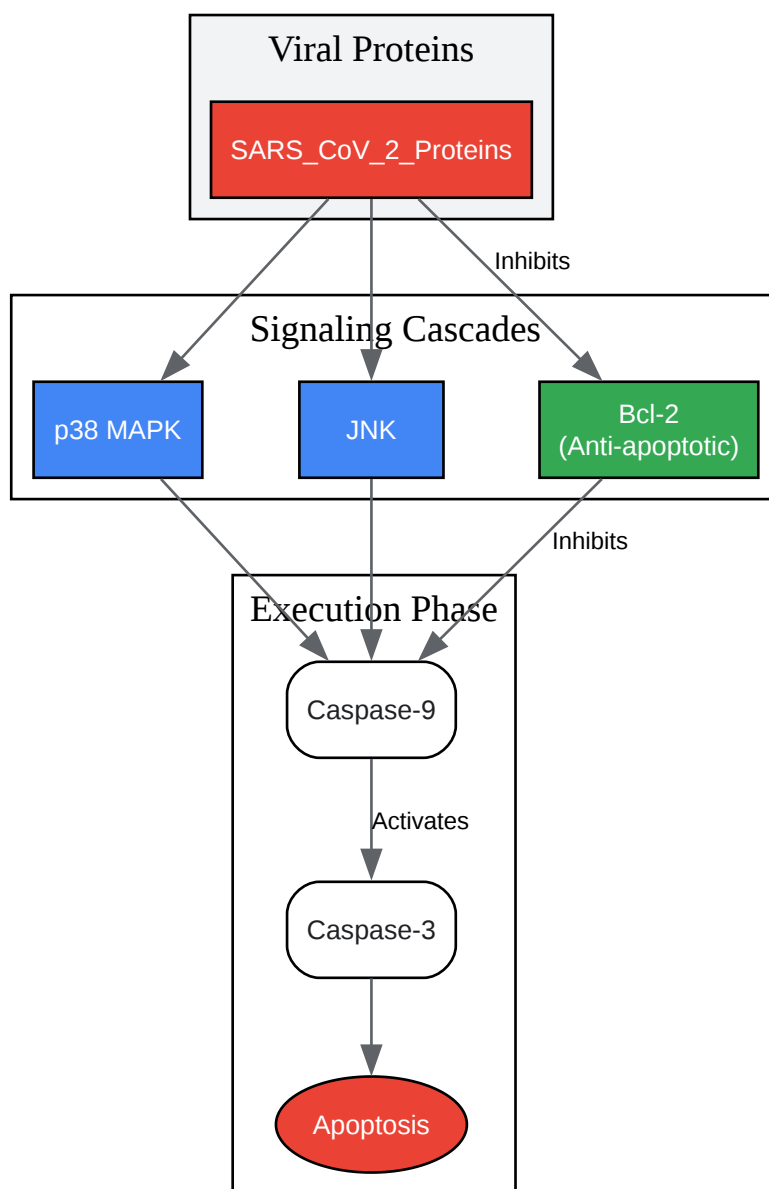 Viral Proteins
SARS_CoV_2_Proteins
Inhibits
Signaling Cascades
p38 MAPK
JNK
Bcl-2
(Anti-apoptotic)
Inhibits
Execution Phase
Caspase-9
Activates
Caspase-3
Apoptosis